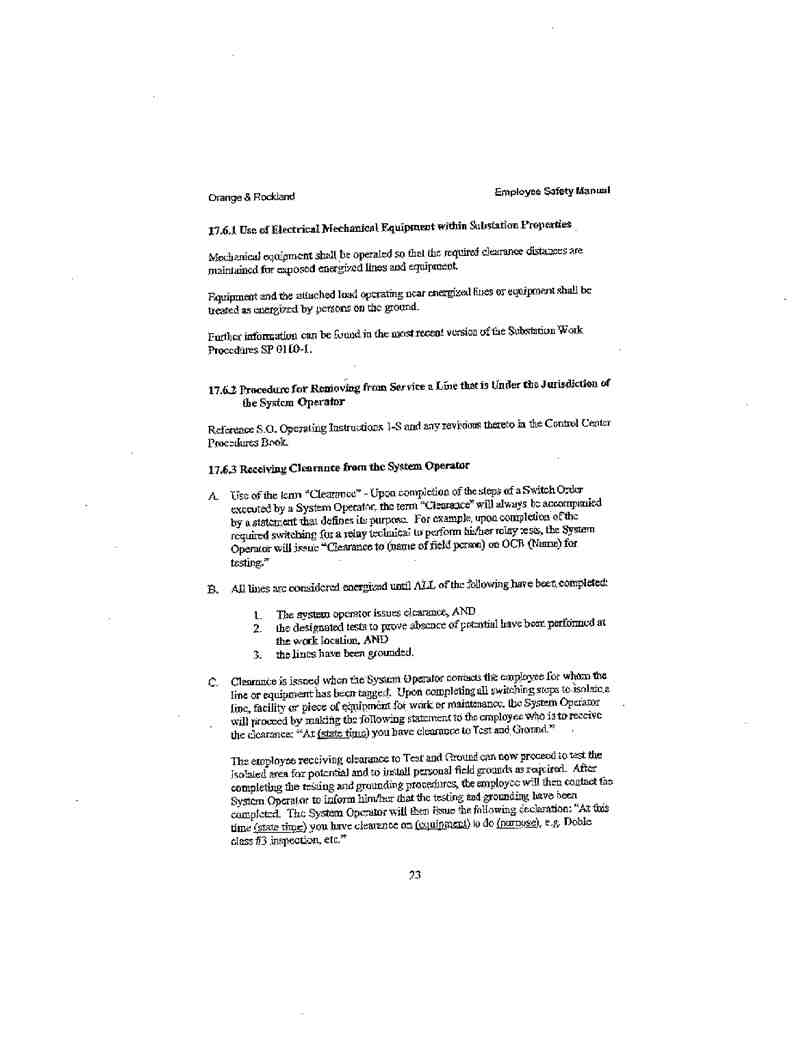 Orange & Rockland
Employee Safety Manual
17.6.1 Use of Electrical Mechanical Equipment within Substation Properties
Mechanical equipment shall be operated so that the required clearance distances are
maintained for exposed energized lines and equipment.
Equipment and the attached load operating near energized lines or equipment shall be
treated as energized by persons on the ground.
Further information can be found in the most recent version of the Substation Work
Procedures SP 0110-1.
17.6.2 Procedure for Removing from Service a Line that is Under the Jurisdiction of
the System Operator
Reference S.O. Operating Instructions 1-S and any revisions thereto in the Control Center
Procedures Book.
17.6.3 Receiving Clearance from the System Operator
A. Use of the term "Clearance" - Upon completion of the steps of a Switch Order
executed by a System Operator, the term "Clearance" will always be accompanied
by a statement that defines its purpose. For example, upon completion of the
required switching for a relay technical to perform his/her relay tests, the System
Operator will issue "Clearance to (name of field person) on OCB (Name) for
testing."
B. All lines are considered energized until ALL of the following have been completed:
1. The system operator issues clearance, AND
2. the designated tests to prove absence of potential have been performed at
the work location, AND
3. the lines have been grounded.
C. Clearance is issued when the System Operator contacts the employee for whom the
line or equipment has been tagged. Upon completing all switching steps to isolate a
line, facility or piece of equipment for work or maintenance, the System Operator
will proceed by making the following statement to the employee who is to receive
the clearance: "At (state time) you have clearance to Test and Ground."
The employee receiving clearance to Test and Ground can now proceed to test the
isolated area for potential and to install personal field grounds as required. After
completing the testing and grounding procedures, the employee will then contact the
System Operator to inform him/her that the testing and grounding have been
completed. The System Operator will then issue the following declaration: "At this
time (state time) you have clearance on (equipment) to do (purpose), e.g. Doble
class #3 inspection, etc."
23